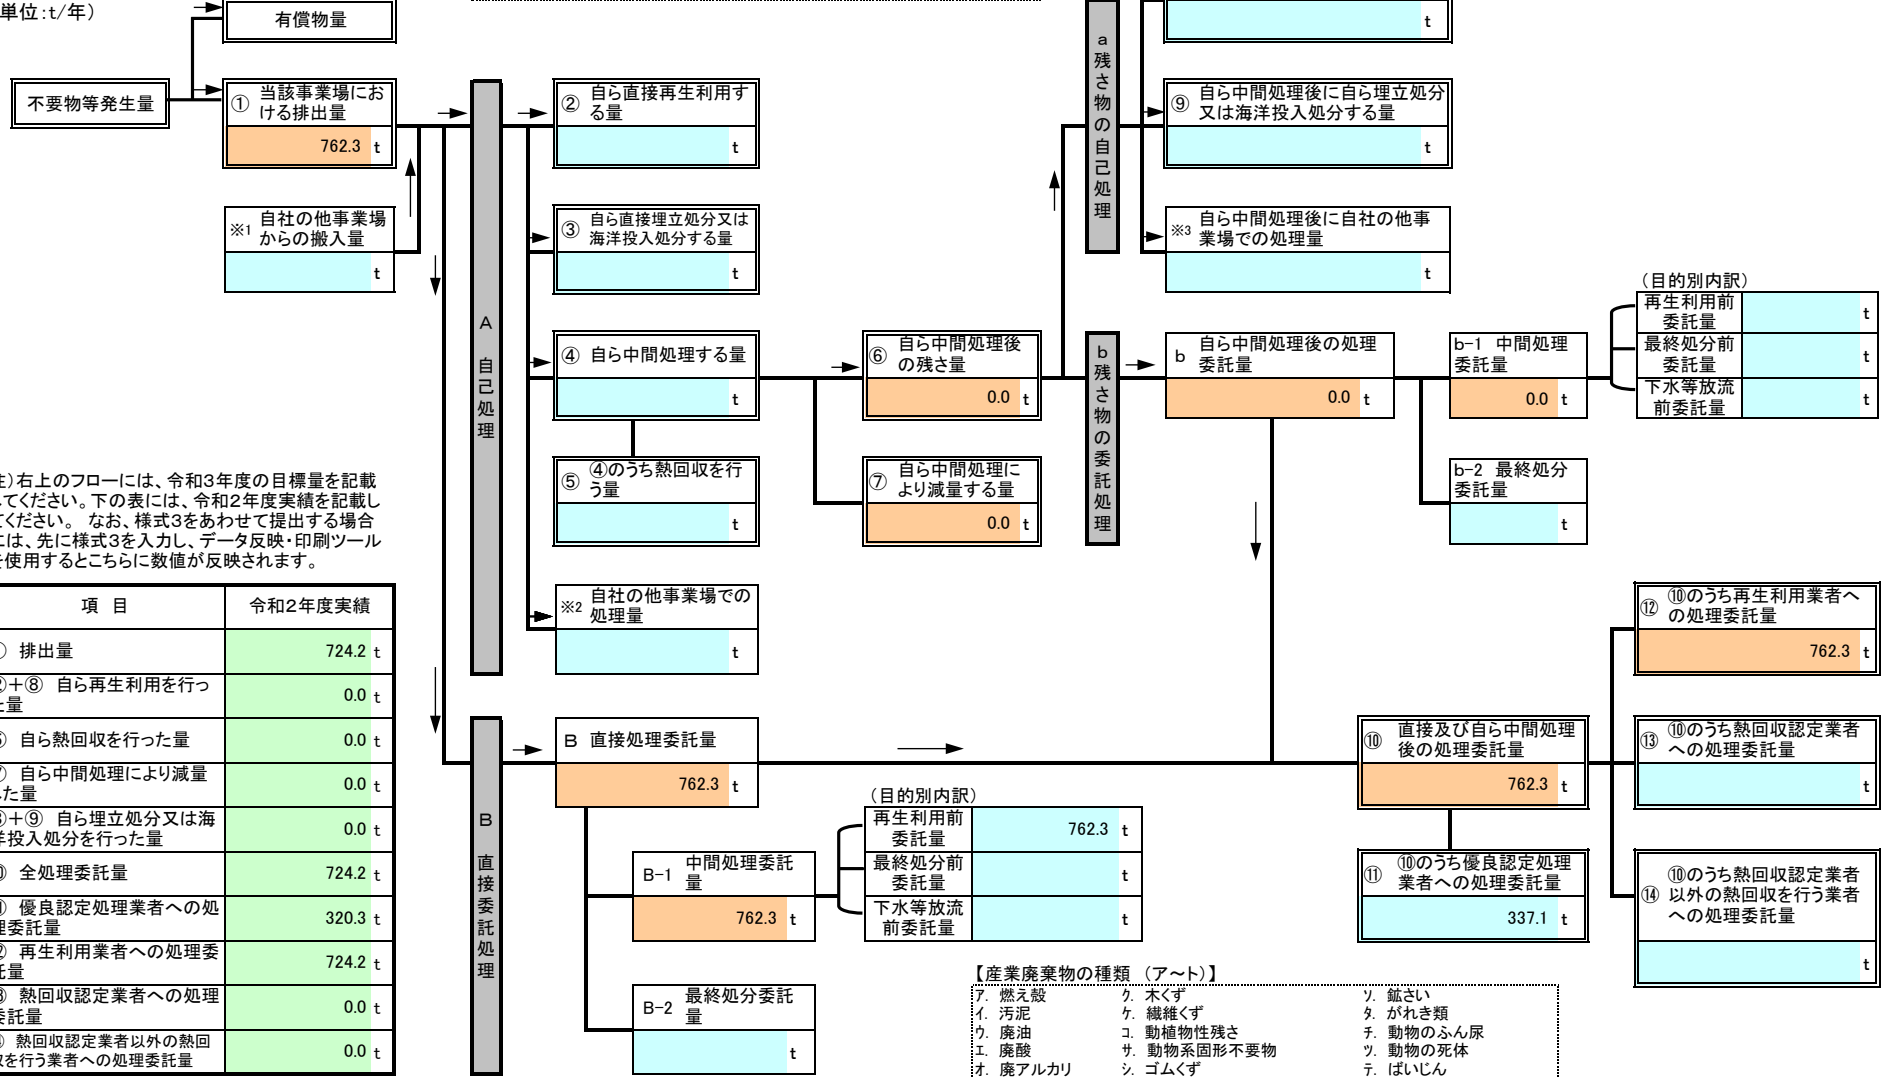 単位:t/年)
有償物量
t
不要物等発生量
① 当該事業場にお
ける排出量
762.3 t
※1 自社の他事業場
からの搬入量
t
A 自己処理
② 自ら直接再生利用す
る量
t
③ 自ら直接埋立処分又は
海洋投入処分する量
t
④ 自ら中間処理する量
t
⑤ ④のうち熱回収を行
う量
t
※2 自社の他事業場での
処理量
t
⑥ 自ら中間処理後
の残さ量
0.0 t
⑦ 自ら中間処理に
より減量する量
0.0 t
a残さ物の自己処理
⑨ 自ら中間処理後に自ら埋立処分
又は海洋投入処分する量
t
※3 自ら中間処理後に自社の他事
業場での処理量
t
b残さ物の委託処理
b 自ら中間処理後の処理
委託量
0.0 t
b-1 中間処理
委託量
0.0 t
b-2 最終処分
委託量
t
(目的別内訳)
再生利用前
委託量
t
最終処分前
委託量
t
下水等放流
前委託量
t
)右上のフローには、令和3年度の目標量を記載
てください。下の表には、令和2年度実績を記載し
ください。 なお、様式3をあわせて提出する場合
は、先に様式3を入力し、データ反映・印刷ツール
使用するとこちらに数値が反映されます。
項 目 令和2年度実績
排出量 724.2 t
+⑧ 自ら再生利用を行っ
量 0.0 t
自ら熱回収を行った量 0.0 t
自ら中間処理により減量
た量 0.0 t
+⑨ 自ら埋立処分又は海
投入処分を行った量 0.0 t
全処理委託量 724.2 t
優良認定処理業者への処
委託量 320.3 t
再生利用業者への処理委
量 724.2 t
熱回収認定業者への処理
託量 0.0 t
熱回収認定業者以外の熱回
を行う業者への処理委託量 0.0 t
B 直接委託処理
B 直接処理委託量
762.3 t
B-1 中間処理委託
量
762.3 t
B-2 最終処分委託
量
t
(目的別内訳)
再生利用前
委託量
762.3 t
最終処分前
委託量
t
下水等放流
前委託量
t
⑩ 直接及び自ら中間処理
後の処理委託量
762.3 t
⑪ ⑩のうち優良認定処理
業者への処理委託量
337.1 t
⑫ ⑩のうち再生利用業者へ
の処理委託量
762.3 t
⑬ ⑩のうち熱回収認定業者
への処理委託量
t
⑭ ⑩のうち熱回収認定業者
以外の熱回収を行う業者
への処理委託量
t
【産業廃棄物の種類 (ア~ト)】
ア. 燃え殻 ク. 木くず ソ. 鉱さい
イ. 汚泥 ケ. 繊維くず タ. がれき類
ウ. 廃油 コ. 動植物性残さ チ. 動物のふん尿
エ. 廃酸 サ. 動物系固形不要物 ツ. 動物の死体
オ. 廃アルカリ シ. ゴムくず テ. ばいじん